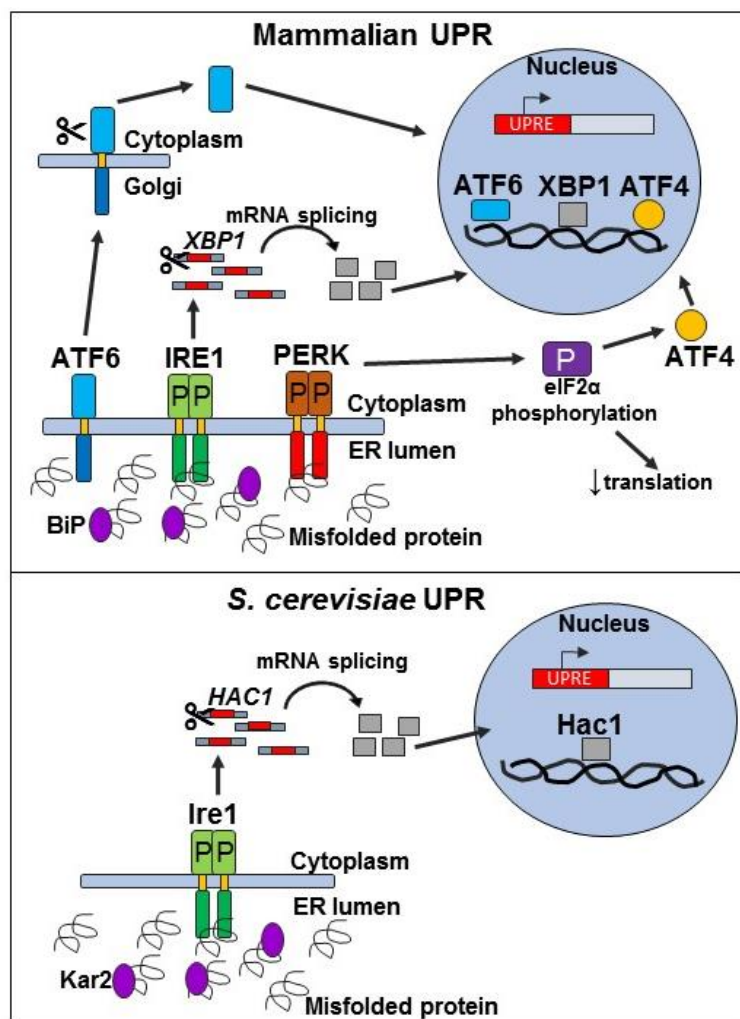 Mammalian UPR
Nucleus
UPRE
ATF6 XBP1 ATF4
Cytoplasm
Golgi
XBP1
mRNA splicing
ATF6
IRE1
PERK
P P
P P
Cytoplasm
ER lumen
P
eIF2α
phosphorylation
ATF4
↓translation
BiP
Misfolded protein
S. cerevisiae UPR
Nucleus
UPRE
Hac1
mRNA splicing
HAC1
Ire1
P P
Cytoplasm
ER lumen
Kar2
Misfolded protein